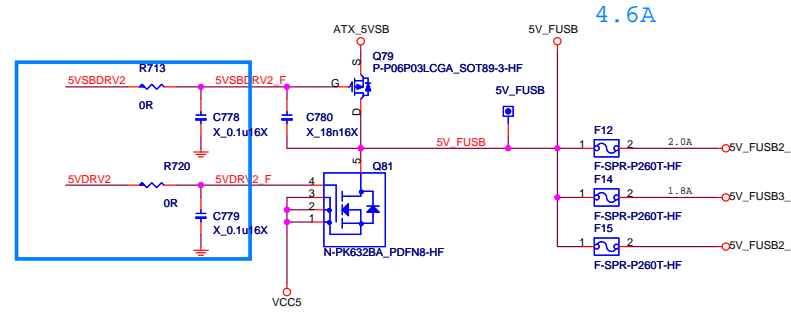 4.6A
ATX_5VSB
5V_FUSB
Q79
P-P06P03LCGA_SOT89-3-HF
S
G
D
R713
5VSBDRV2
5VSBDRV2_F
0R
C778
X_0.1u16X
C780
X_18n16X
5V_FUSB
5V_FUSB
F12
1
2
2.0A
5V_FUSB2_
F-SPR-P260T-HF
R720
5VDRV2
5VDRV2_F
0R
C779
X_0.1u16X
5
Q81
4
3
2
1
N-PK632BA_PDFN8-HF
F14
1
2
1.8A
5V_FUSB3_
F-SPR-P260T-HF
F15
1
2
5V_FUSB2_
F-SPR-P260T-HF
VCC5